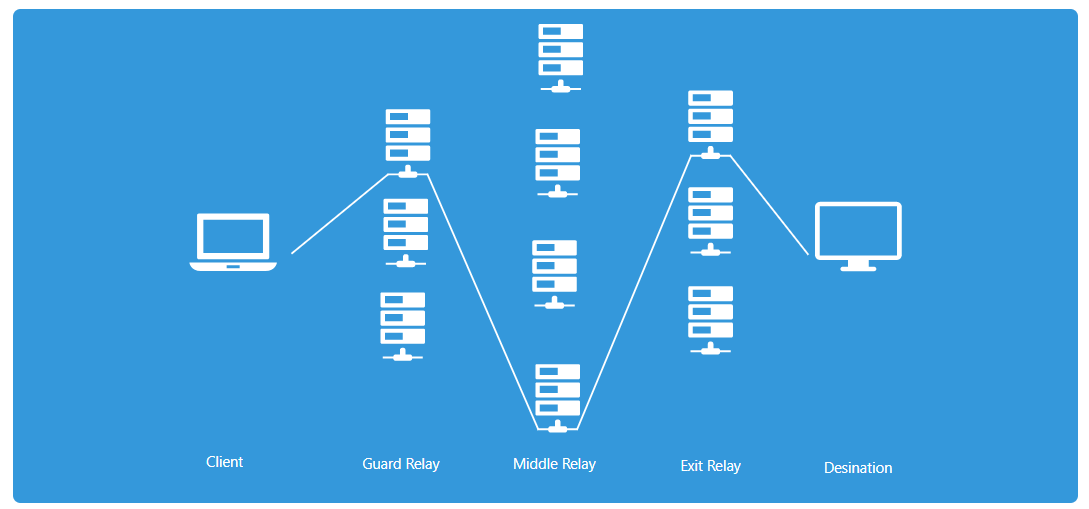 Client
Guard Relay
Middle Relay
Exit Relay
Desination